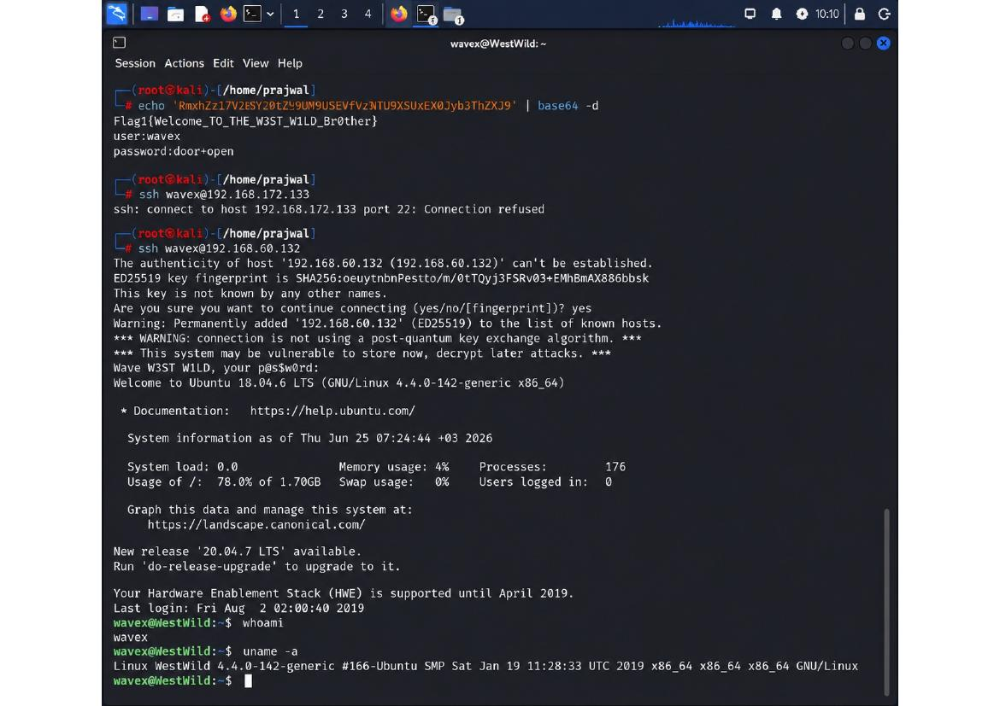 1 2 3 4 10:10
wavex@WestWild: ~
Session Actions Edit View Help
┌──(root㉿kali)-[/home/prajwal]
└─# echo | base64 -d
Flag1{Welcome_TO_THE_W3ST_W1LD_Br0ther}
user:wavex
password:door+open
┌──(root㉿kali)-[/home/prajwal]
└─# ssh wavex@192.168.172.133
ssh: connect to host 192.168.172.133 port 22: Connection refused
┌──(root㉿kali)-[/home/prajwal]
└─# ssh wavex@192.168.60.132
The authenticity of host '192.168.60.132 (192.168.60.132)' can't be established.
ED25519 key fingerprint is SHA256:oeuytnbnPestto/m/0tTQyj3FSRv03+EMhBmAX886bbsk
This key is not known by any other names.
Are you sure you want to continue connecting (yes/no/[fingerprint])? yes
Warning: Permanently added '192.168.60.132' (ED25519) to the list of known hosts.
*** WARNING: connection is not using a post-quantum key exchange algorithm. ***
*** This system may be vulnerable to store now, decrypt later attacks. ***
Wave W3ST W1LD, your p@s$w0rd:
Welcome to Ubuntu 18.04.6 LTS (GNU/Linux 4.4.0-142-generic x86_64)
* Documentation: https://help.ubuntu.com/
System information as of Thu Jun 25 07:24:44 +03 2026
System load: 0.0 Memory usage: 4% Processes: 176
Usage of /: 78.0% of 1.70GB Swap usage: 0% Users logged in: 0
Graph this data and manage this system at:
https://landscape.canonical.com/
New release '20.04.7 LTS' available.
Run 'do-release-upgrade' to upgrade to it.
Your Hardware Enablement Stack (HWE) is supported until April 2019.
Last login: Fri Aug  2 02:00:40 2019
wavex@WestWild:~$ whoami
wavex
wavex@WestWild:~$ uname -a
Linux WestWild 4.4.0-142-generic #166-Ubuntu SMP Sat Jan 19 11:28:33 UTC 2019 x86_64 x86_64 x86_64 GNU/Linux
wavex@WestWild:~$